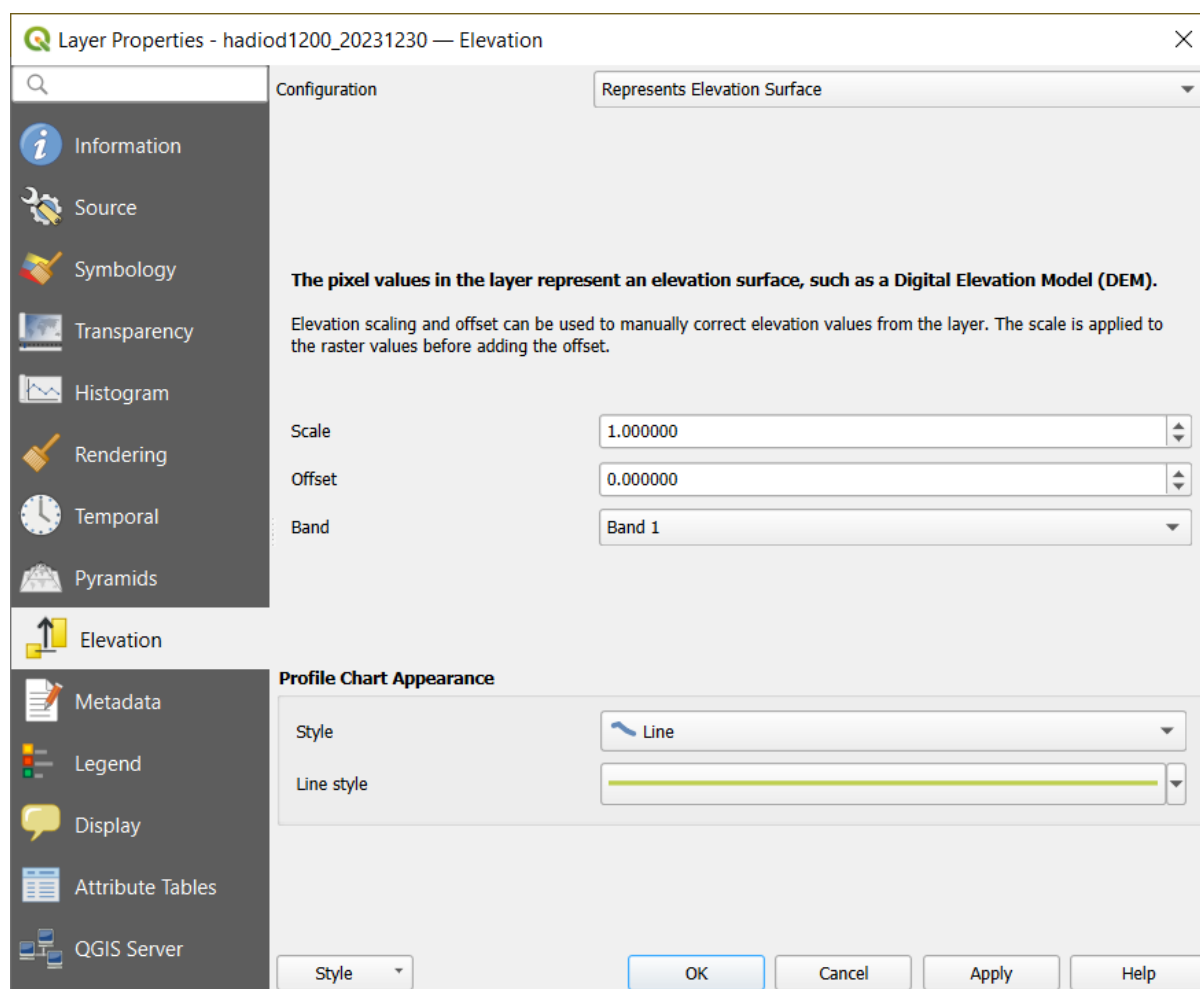 Layer Properties - hadiod1200_20231230 — Elevation
Configuration
Represents Elevation Surface
Information
Source
Symbology
Transparency
Histogram
Rendering
Temporal
Pyramids
Elevation
Metadata
Legend
Display
Attribute Tables
QGIS Server
The pixel values in the layer represent an elevation surface, such as a Digital Elevation Model (DEM).
Elevation scaling and offset can be used to manually correct elevation values from the layer. The scale is applied to
the raster values before adding the offset.
Scale
1.000000
Offset
0.000000
Band
Band 1
Profile Chart Appearance
Style
Line
Line style
Style
OK
Cancel
Apply
Help